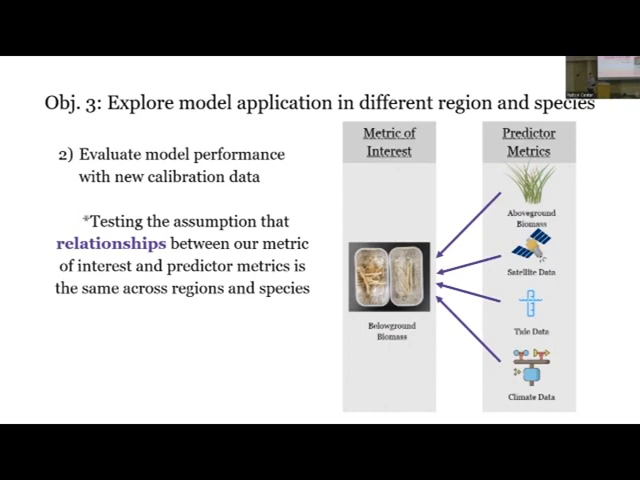 Obj. 3: Explore model application in different region and species
2) Evaluate model performance
with new calibration data
*Testing the assumption that
relationships between our metric
of interest and predictor metrics is
the same across regions and species
Metric of
Interest
Belowground
Biomass
Predictor
Metrics
Aboveground
Biomass
Satellite Data
Tide Data
Climate Data